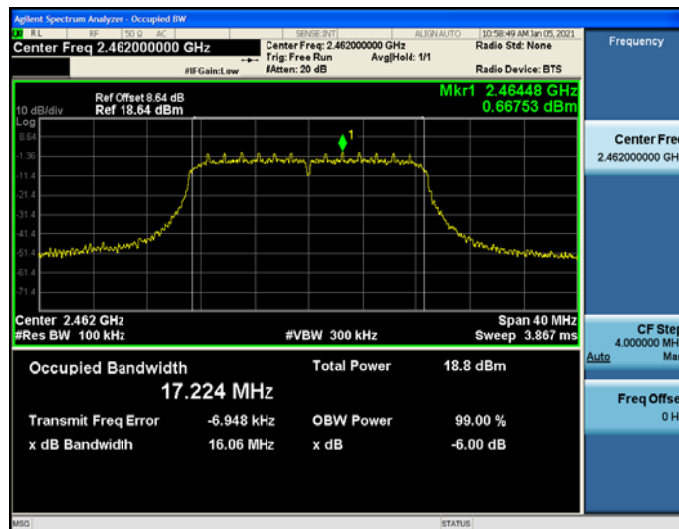 Agilent Spectrum Analyzer - Occupied BW
RL RF 50 Ω AC SENSE:INT ALIGN AUTO 10:58:49 AM Jan 05, 2021
Center Freq 2.462000000 GHz Center Freq: 2.462000000 GHz Radio Std: None
Trig: Free Run Avg|Hold: 1/1
#IFGain:Low #Atten: 20 dB Radio Device: BTS
Frequency
Mkr1 2.46448 GHz
0.66753 dBm
Ref Offset 8.64 dB
10 dB/div Ref 18.64 dBm
Log
8.64
-1.36
-11.4
-21.4
-31.4
-41.4
-51.4
-61.4
-71.4
1
Center 2.462 GHz Span 40 MHz
#Res BW 100 kHz #VBW 300 kHz Sweep 3.867 ms
Occupied Bandwidth Total Power 18.8 dBm
17.224 MHz
Transmit Freq Error -6.948 kHz OBW Power 99.00 %
x dB Bandwidth 16.06 MHz x dB -6.00 dB
Center Fre
2.462000000 GH
CF Step
4.000000 MH
Auto Ma
Freq Offse
0 H
MSG STATUS